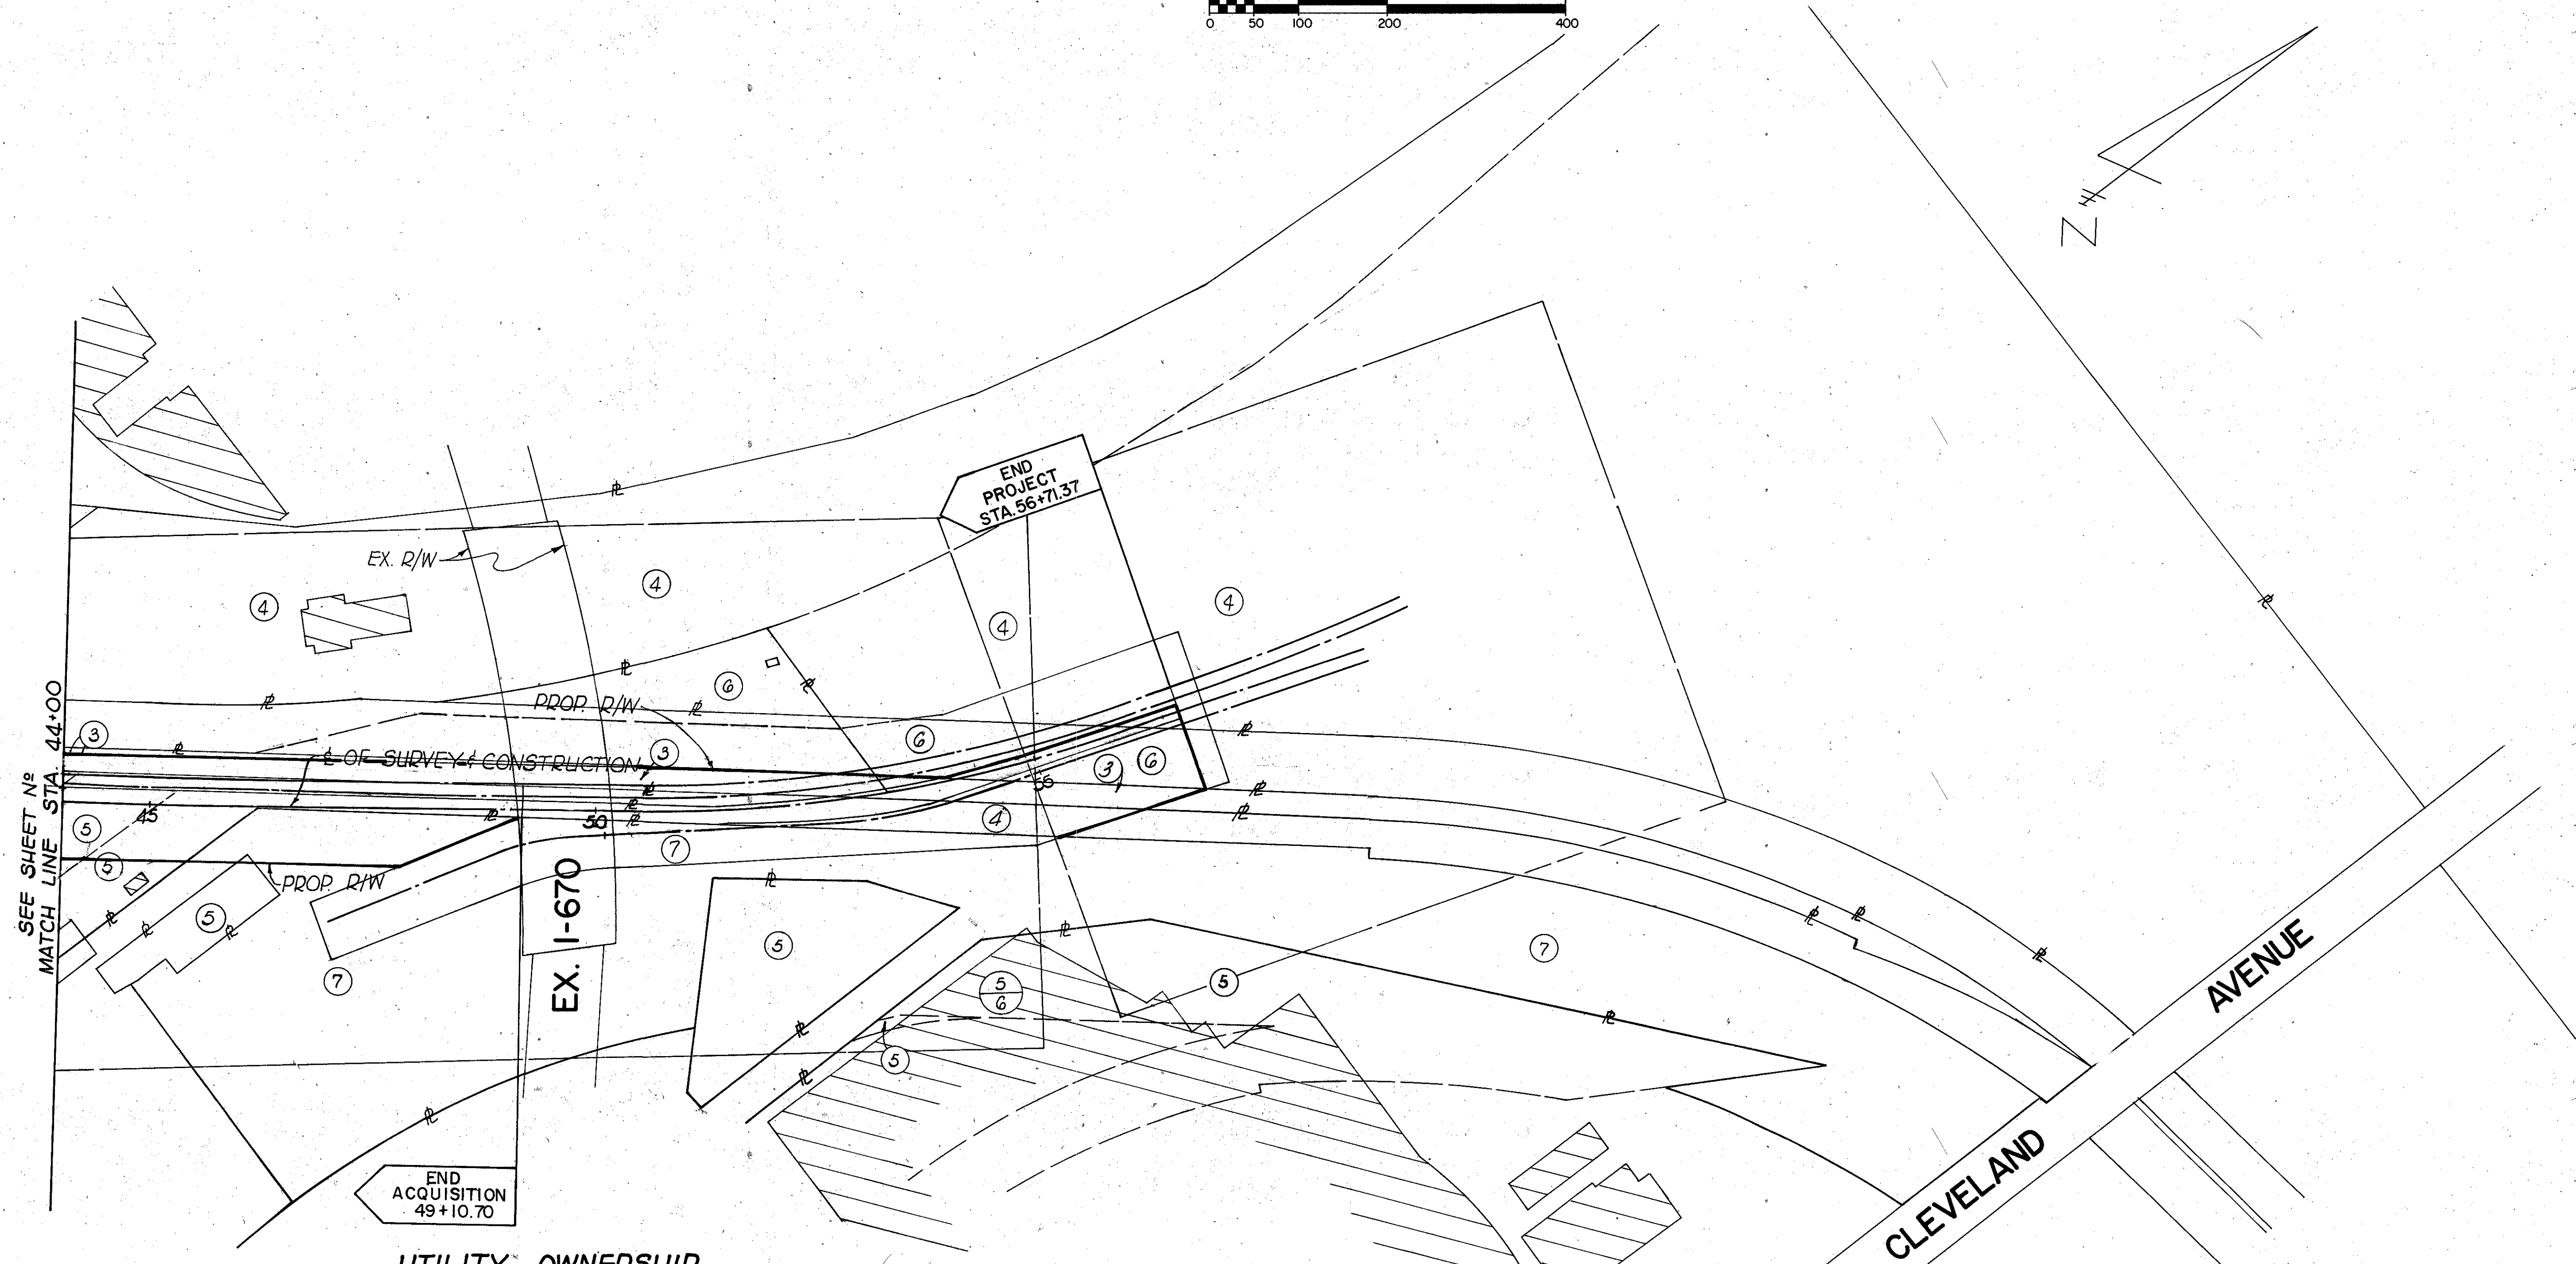 0 50 100 200 400
N
END
PROJECT
STA. 56+71.37
EX. R/W
4
4
4
4
6
PROP. R/W
3
6
3
℄ OF SURVEY & CONSTRUCTION
3
6
SEE SHEET Nº
MATCH LINE STA. 44+00
45
50
55
5
4
7
5
PROP. R/W
5
EX. I-670
5
7
7
5
6
5
5
AVENUE
CLEVELAND
END
ACQUISITION
49+10.70
UTILITY OWNERSHIP